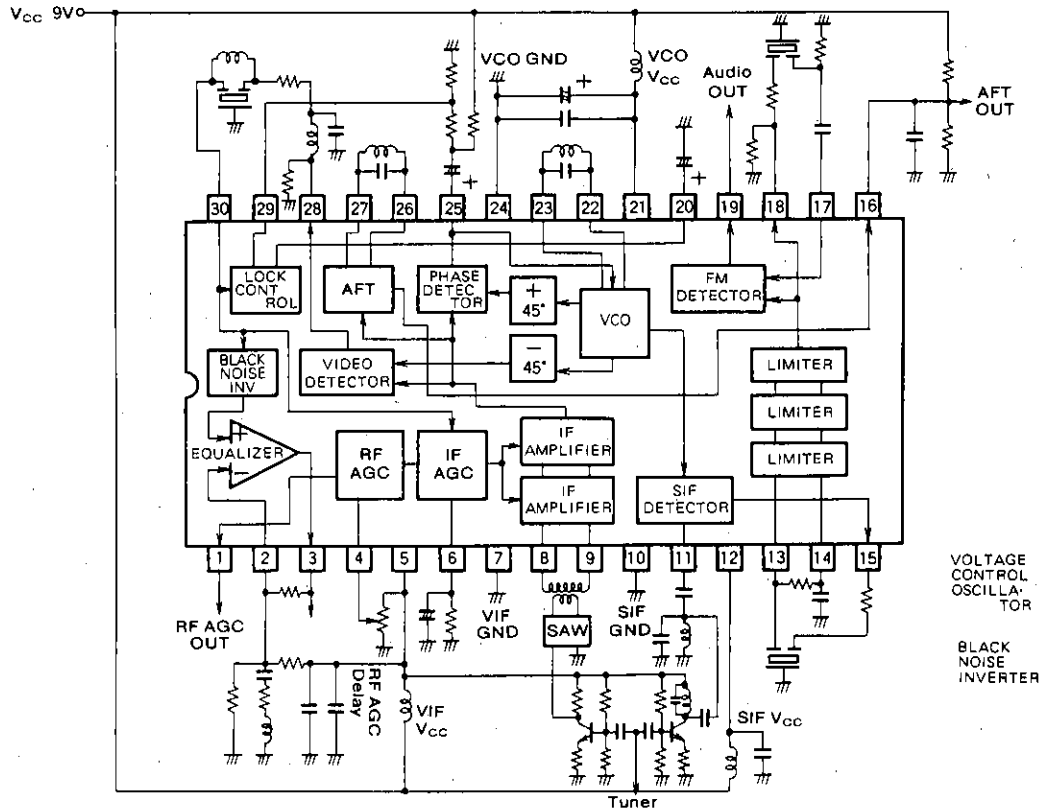 Vcc 9V
VCO GND
VCO
Vcc
Audio
OUT
AFT
OUT
30 29 28 27 26 25 24 23 22 21 20 19 18 17 16
LOCK
CONT
ROL
AFT
PHASE
DETEC
TOR
+
45°
VCO
FM
DETECTOR
BLACK
NOISE
INV
VIDEO
DETECTOR
−
45°
LIMITER
LIMITER
LIMITER
EQUALIZER
+
−
RF
AGC
IF
AGC
IF
AMPLIFIER
IF
AMPLIFIER
SIF
DETECTOR
1 2 3 4 5 6 7 8 9 10 11 12 13 14 15
RF AGC
OUT
RF AGC
Delay
VIF
Vcc
VIF
GND
SAW
SIF
GND
SIF Vcc
Tuner
VOLTAGE
CONTROL
OSCILLA-
TOR
BLACK
NOISE
INVERTER
+
+
+